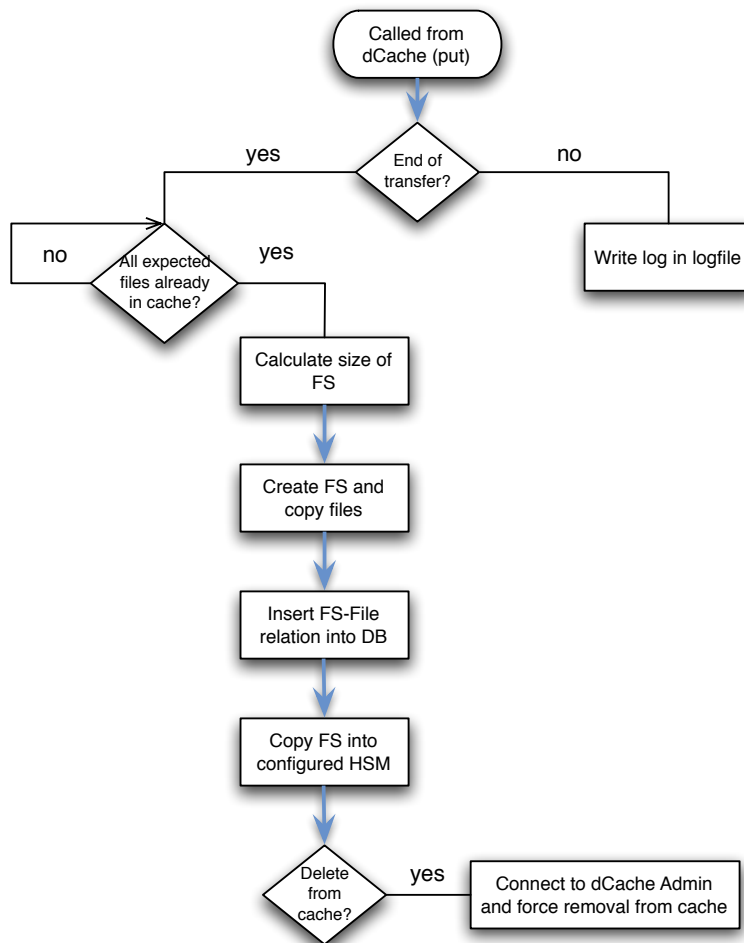 Called from
dCache (put)
yes
End of
transfer?
no
no
All expected
files already
in cache?
yes
Write log in logfile
Calculate size of
FS
Create FS and
copy files
Insert FS-File
relation into DB
Copy FS into
configured HSM
Delete
from
cache?
yes
Connect to dCache Admin
and force removal from cache